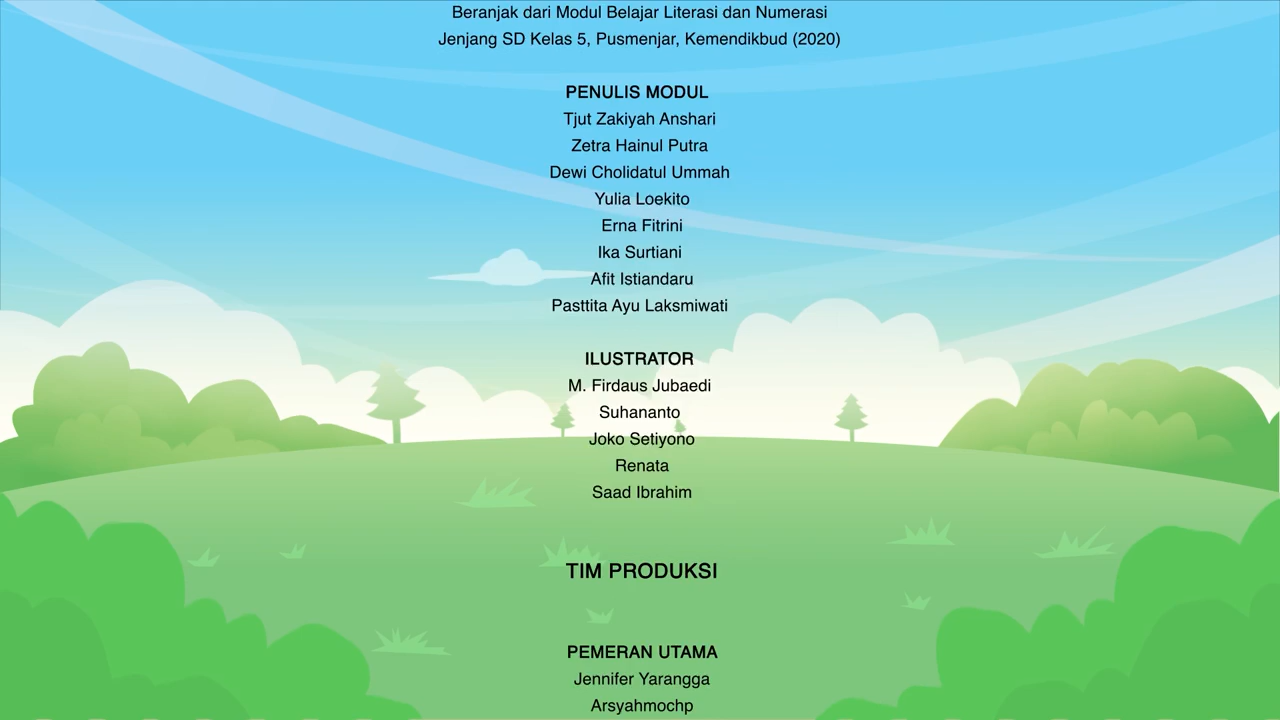 Beranjak dari Modul Belajar Literasi dan Numerasi
Jenjang SD Kelas 5, Pusmenjar, Kemendikbud (2020)
PENULIS MODUL
Tjut Zakiyah Anshari
Zetra Hainul Putra
Dewi Cholidatul Ummah
Yulia Loekito
Erna Fitrini
Ika Surtiani
Afit Istiandaru
Pasttita Ayu Laksmiwati
ILUSTRATOR
M. Firdaus Jubaedi
Suhananto
Joko Setiyono
Renata
Saad Ibrahim
TIM PRODUKSI
PEMERAN UTAMA
Jennifer Yarangga
Arsyahmochp